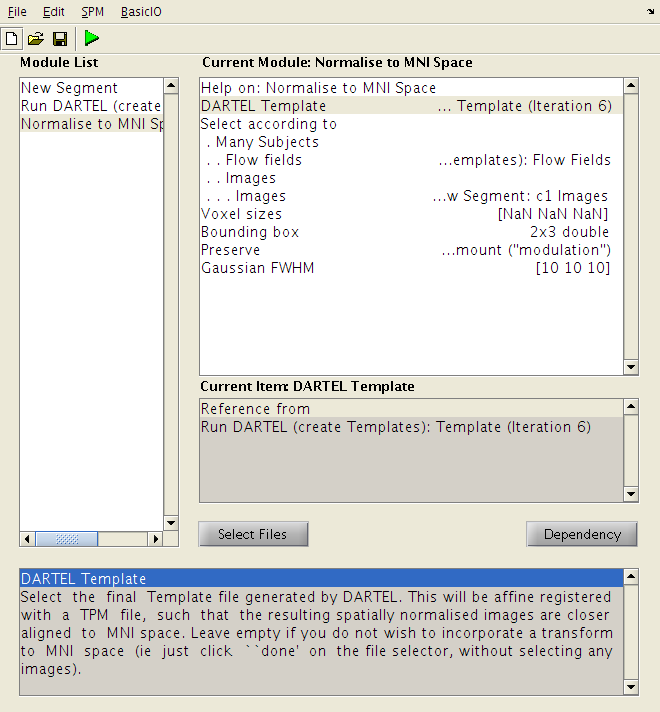 File Edit SPM BasicIO
Module List
New Segment
Run DARTEL (create
Normalise to MNI Sp
Current Module: Normalise to MNI Space
Help on: Normalise to MNI Space
DARTEL Template ... Template (Iteration 6)
Select according to
. Many Subjects
. . Flow fields ...emplates): Flow Fields
. . Images
. . . Images ...w Segment: c1 Images
Voxel sizes [NaN NaN NaN]
Bounding box 2x3 double
Preserve ...mount ("modulation")
Gaussian FWHM [10 10 10]
Current Item: DARTEL Template
Reference from
Run DARTEL (create Templates): Template (Iteration 6)
Select Files Dependency
DARTEL Template
Select the final Template file generated by DARTEL. This will be affine registered
with a TPM file, such that the resulting spatially normalised images are closer
aligned to MNI space. Leave empty if you do not wish to incorporate a transform
to MNI space (ie just click ``done' on the file selector, without selecting any
images).